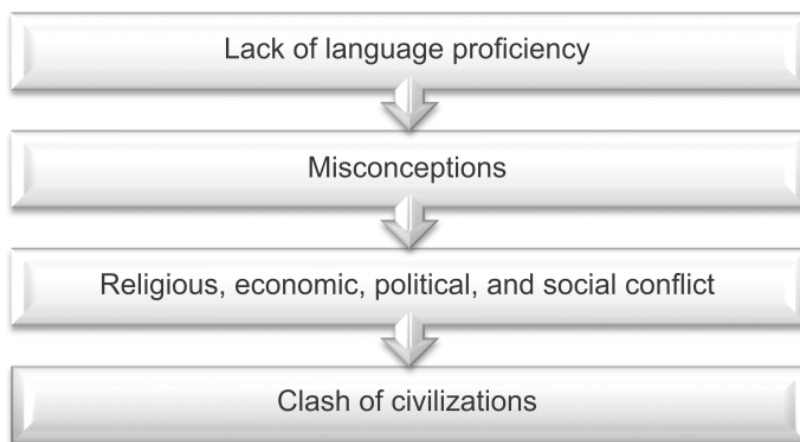 Lack of language proficiency
Misconceptions
Religious, economic, political, and social conflict
Clash of civilizations